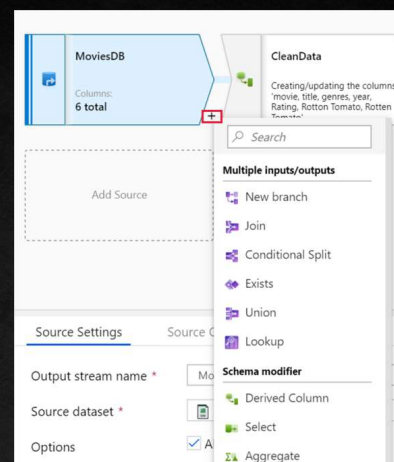 MoviesDB
Columns:
6 total
+
CleanData
Creating/updating the columns
'movie, title, genres, year,
Rating, Rotton Tomato, Rotten
Tomato'
Add Source
Search
Multiple inputs/outputs
New branch
Join
Conditional Split
Exists
Union
Lookup
Schema modifier
Derived Column
Select
Aggregate
Source Settings
Source
Output stream name *
Mo
Source dataset *
Options
A